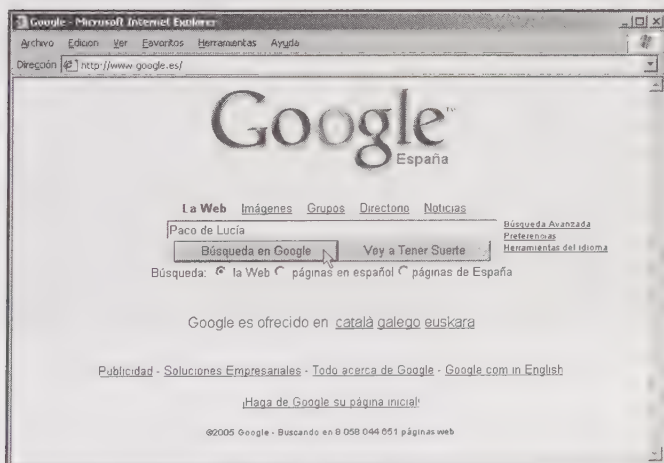 Google - Microsoft Internet Explorer
Archivo Edicion Ver Favoritos Herramientas Ayuda
Dirección http://www.google.es/
Google™
España
La Web Imágenes Grupos Directorio Noticias
Paco de Lucía
Búsqueda Avanzada
Preferencias
Herramientas del idioma
Búsqueda en Google Voy a Tener Suerte
Búsqueda: la Web páginas en español páginas de España
Google es ofrecido en català galego euskara
Publicidad - Soluciones Empresariales - Todo acerca de Google - Google com in English
¡Haga de Google su página inicial!
©2005 Google - Buscando en 8 058 044 651 páginas web